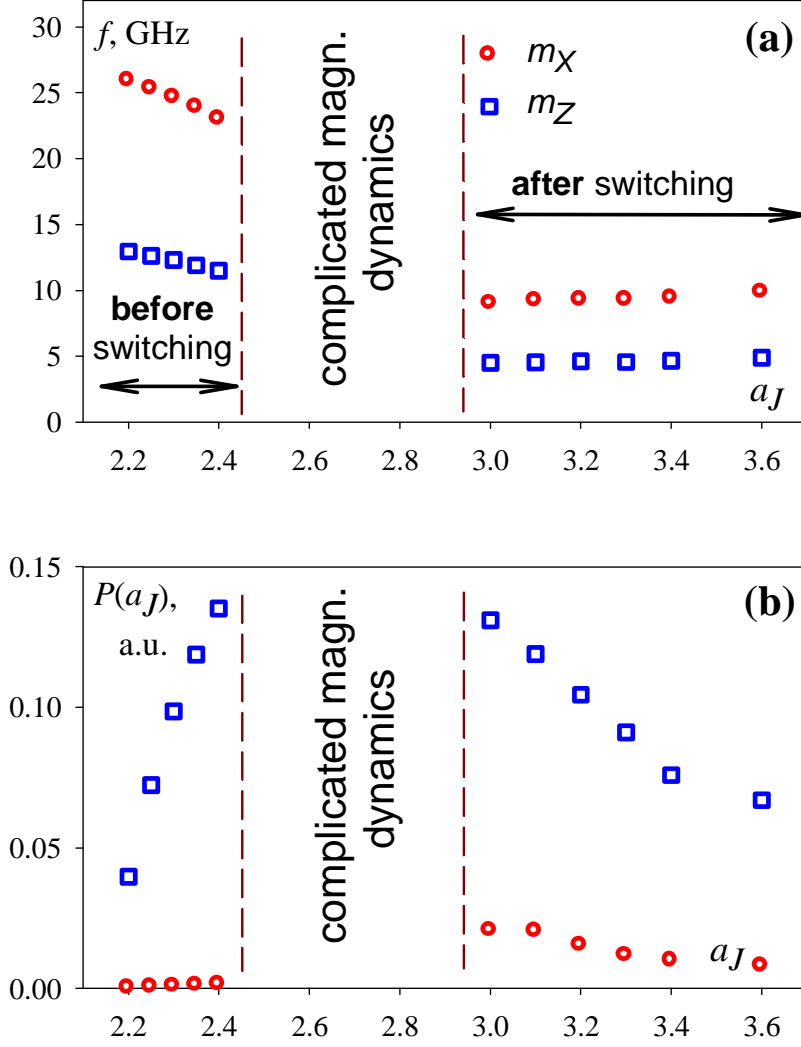 f, GHz
(a)
m_X
m_Z
complicated magn.
dynamics
after switching
before
switching
a_J
30
25
20
15
10
5
0
2.2 2.4 2.6 2.8 3.0 3.2 3.4 3.6
P(a_J),
a.u.
(b)
complicated magn.
dynamics
a_J
0.15
0.10
0.05
0.00
2.2 2.4 2.6 2.8 3.0 3.2 3.4 3.6